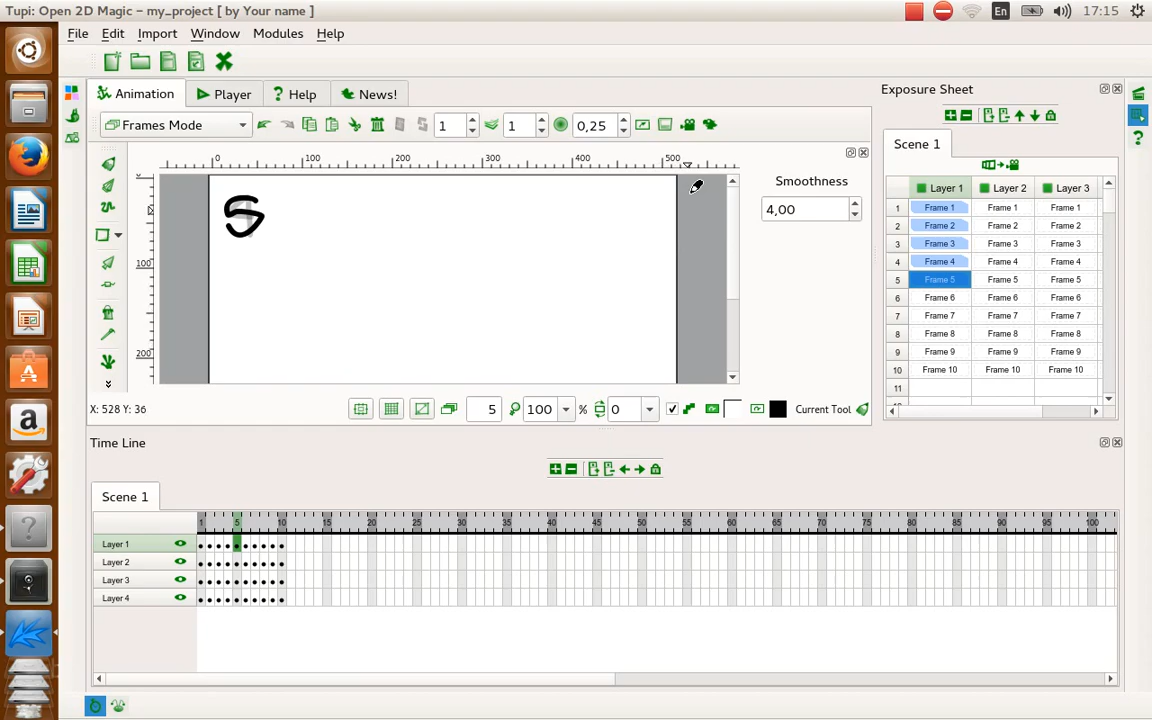 Tupi: Open 2D Magic – my_project [ by Your name ]
En
17:15
File Edit Import Window Modules Help
Animation Player Help News!
Frames Mode 1 1 0,25
0 100 200 300 400 500
100
200
S
Smoothness
4,00
X: 528 Y: 36 5 100 % 0 Current Tool
Exposure Sheet
Scene 1
Layer 1 Layer 2 Layer 3
1 Frame 1 Frame 1 Frame 1
2 Frame 2 Frame 2 Frame 2
3 Frame 3 Frame 3 Frame 3
4 Frame 4 Frame 4 Frame 4
5 Frame 5 Frame 5 Frame 5
6 Frame 6 Frame 6 Frame 6
7 Frame 7 Frame 7 Frame 7
8 Frame 8 Frame 8 Frame 8
9 Frame 9 Frame 9 Frame 9
10 Frame 10 Frame 10 Frame 10
11
Time Line
Scene 1
1 5 10 15 20 25 30 35 40 45 50 55 60 65 70 75 80 85 90 95 100
Layer 1
Layer 2
Layer 3
Layer 4